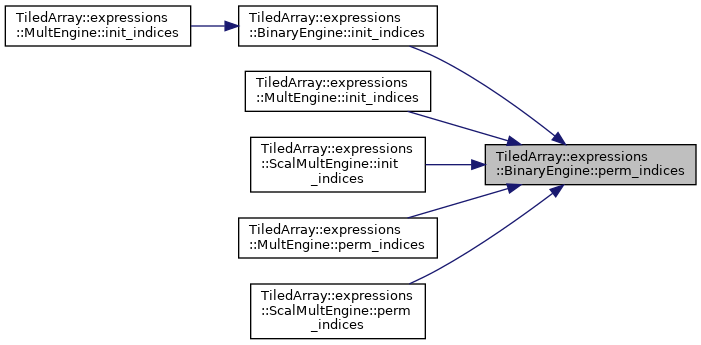 TiledArray::expressions
::MultEngine::init_indices
TiledArray::expressions
::BinaryEngine::init_indices
TiledArray::expressions
::MultEngine::init_indices
TiledArray::expressions
::ScalMultEngine::init
_indices
TiledArray::expressions
::BinaryEngine::perm_indices
TiledArray::expressions
::MultEngine::perm_indices
TiledArray::expressions
::ScalMultEngine::perm
_indices